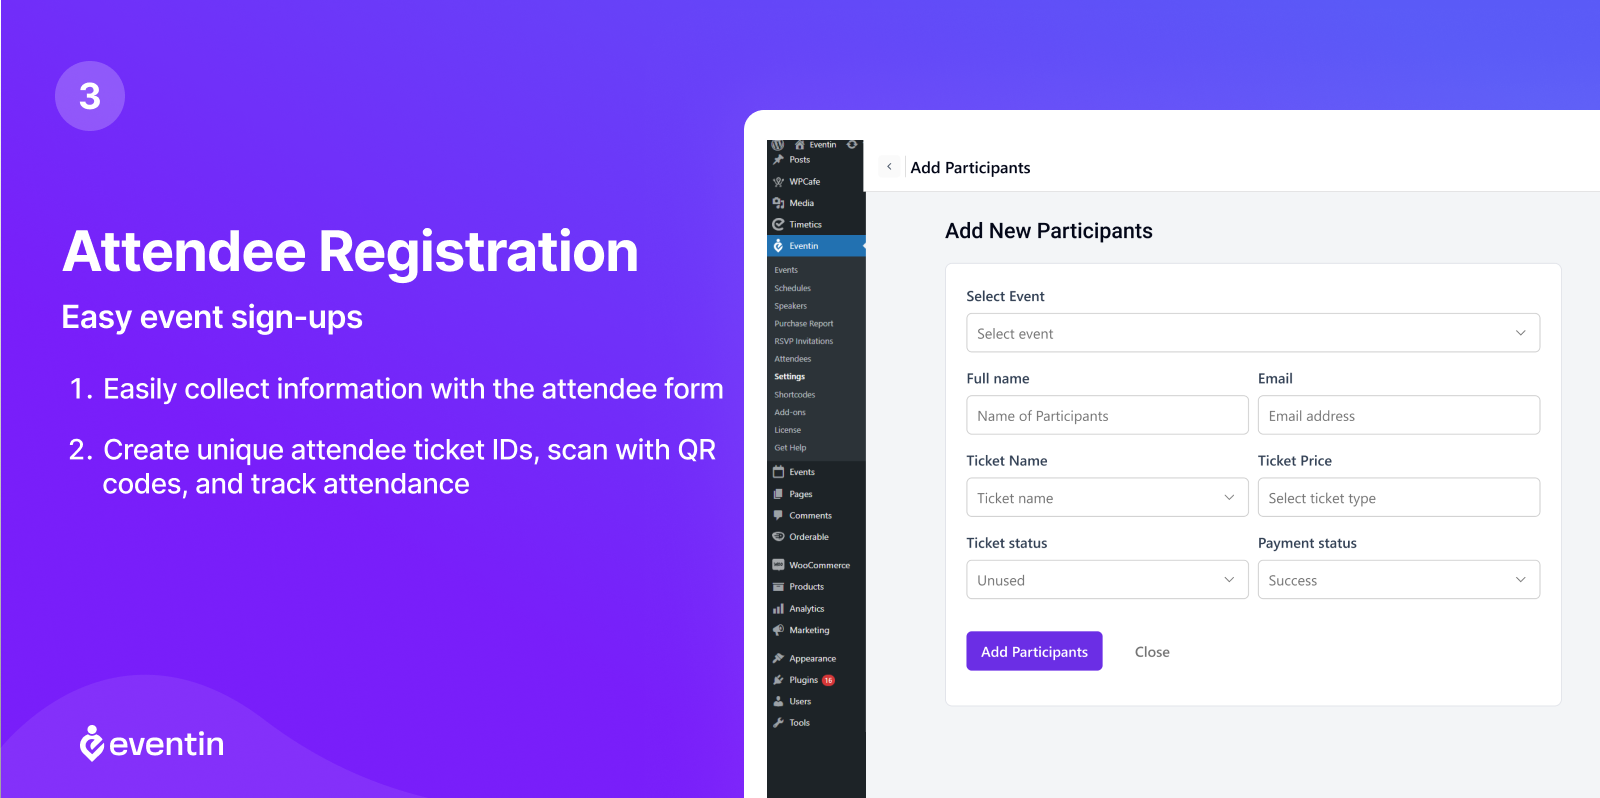 3
Attendee Registration
Easy event sign-ups
1. Easily collect information with the attendee form
2. Create unique attendee ticket IDs, scan with QR
codes, and track attendance
eventin
Eventin
Posts
WPCafe
Media
Timetics
Eventin
Events
Schedules
Speakers
Purchase Report
RSVP Invitations
Attendees
Settings
Shortcodes
Add-ons
License
Get Help
Events
Pages
Comments
Orderable
WooCommerce
Products
Analytics
Marketing
Appearance
Plugins 16
Users
Tools
Add Participants
Add New Participants
Select Event
Select event
Full name Email
Name of Participants Email address
Ticket Name Ticket Price
Ticket name Select ticket type
Ticket status Payment status
Unused Success
Add Participants Close